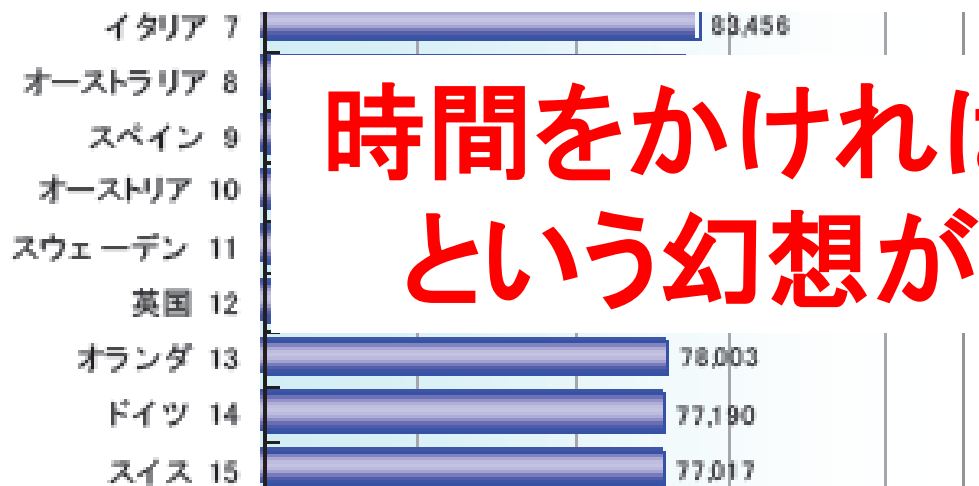 イタリア 7 83,456
オーストラリア 8
スペイン 9
オーストリア 10
スウェーデン 11
英国 12
時間をかければ
という幻想が
オランダ 13 78,003
ドイツ 14 77,190
スイス 15 77,017